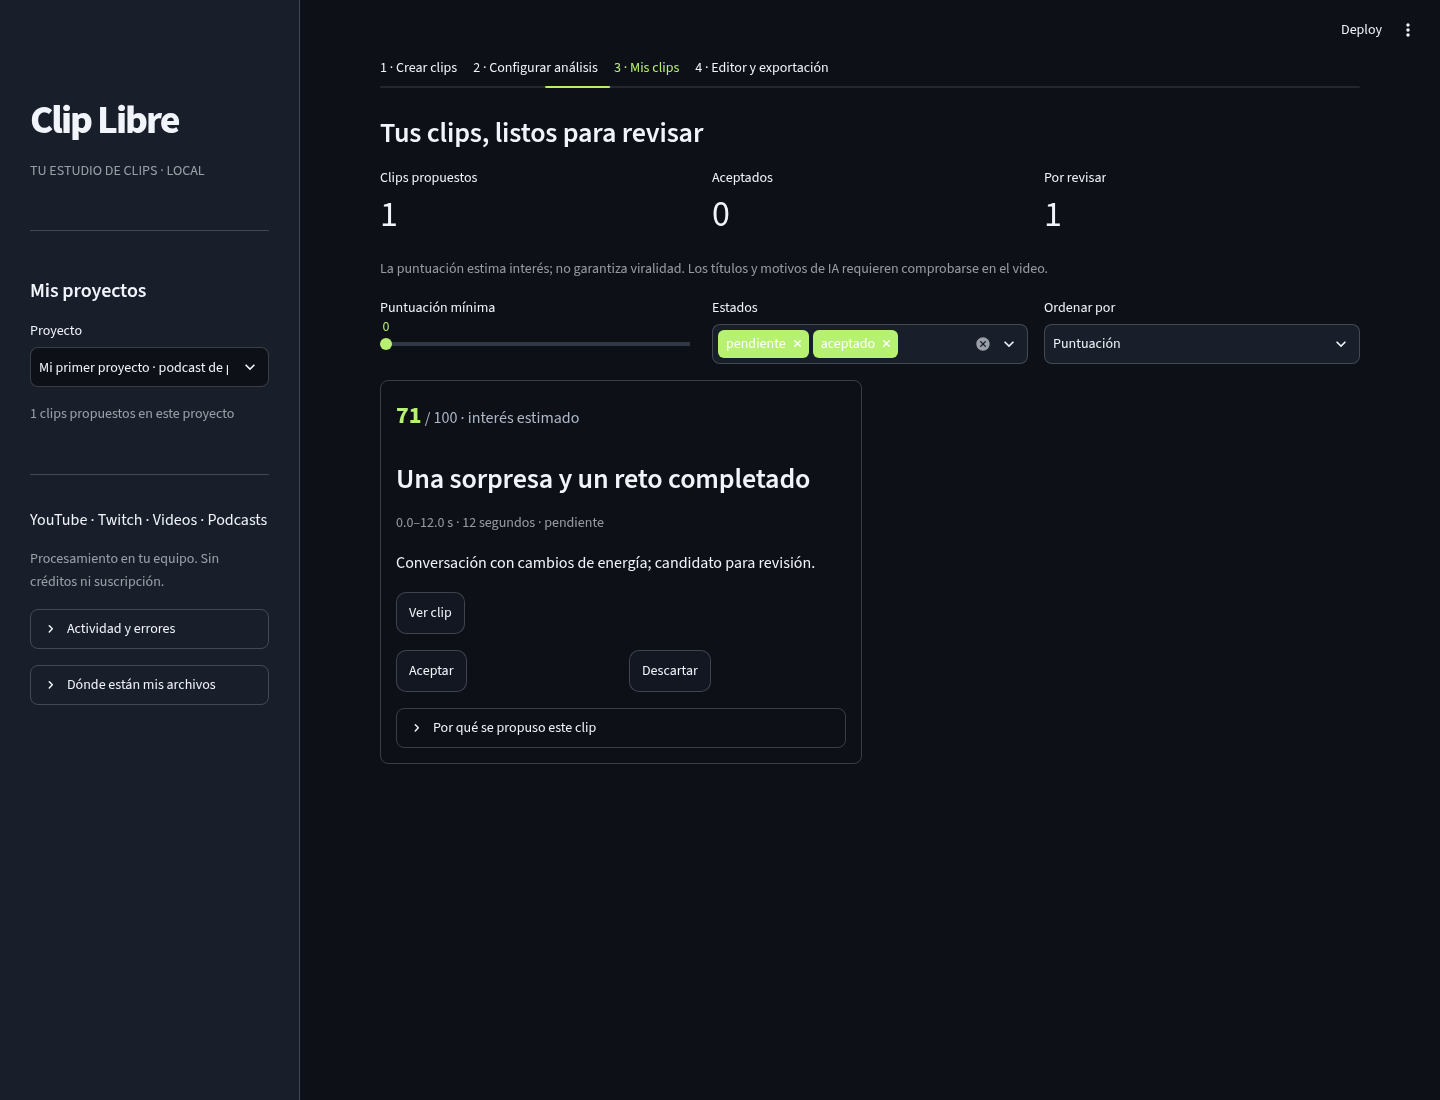 Deploy
Clip Libre
TU ESTUDIO DE CLIPS · LOCAL
Mis proyectos
Proyecto
Mi primer proyecto · podcast de
1 clips propuestos en este proyecto
YouTube · Twitch · Videos · Podcasts
Procesamiento en tu equipo. Sin
créditos ni suscripción.
Actividad y errores
Dónde están mis archivos
1 · Crear clips 2 · Configurar análisis 3 · Mis clips 4 · Editor y exportación
Tus clips, listos para revisar
Clips propuestos Aceptados Por revisar
1 0 1
La puntuación estima interés; no garantiza viralidad. Los títulos y motivos de IA requieren comprobarse en el video.
Puntuación mínima Estados Ordenar por
0
pendiente aceptado Puntuación
71 / 100 · interés estimado
Una sorpresa y un reto completado
0.0–12.0 s · 12 segundos · pendiente
Conversación con cambios de energía; candidato para revisión.
Ver clip
Aceptar Descartar
Por qué se propuso este clip